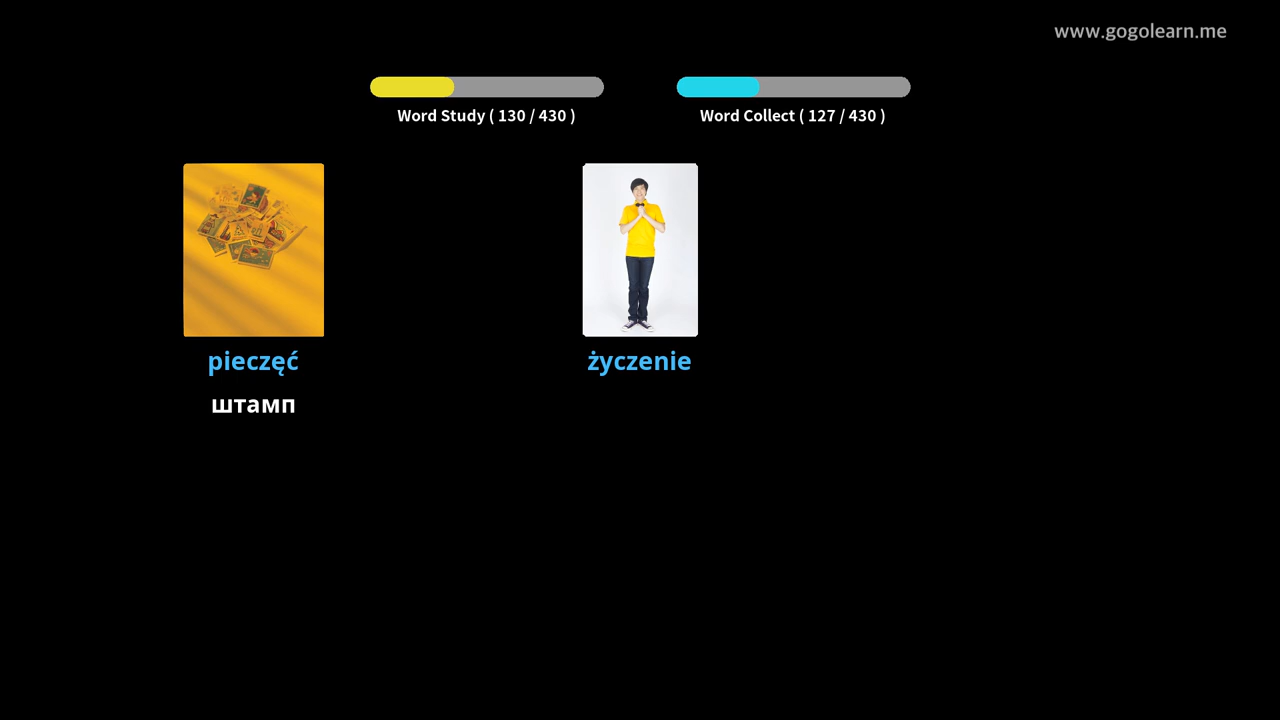 www.gogolearn.me
Word Study ( 130 / 430 )
Word Collect ( 127 / 430 )
pieczęć
życzenie
штамп